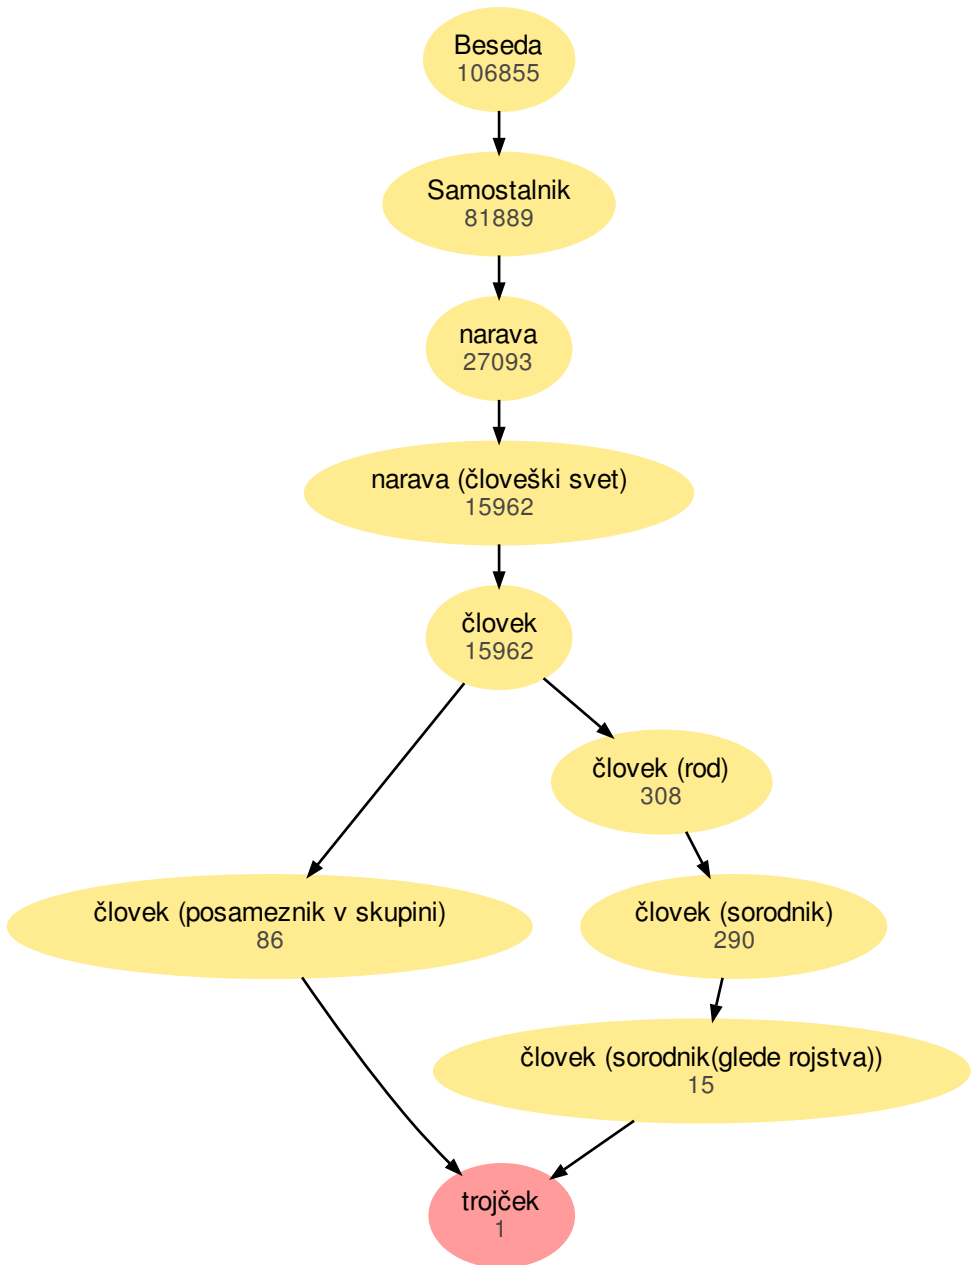 Beseda
106855
Samostalnik
81889
narava
27093
narava (človeški svet)
15962
človek
15962
človek (rod)
308
človek (posameznik v skupini)
86
človek (sorodnik)
290
človek (sorodnik(glede rojstva))
15
trojček
1